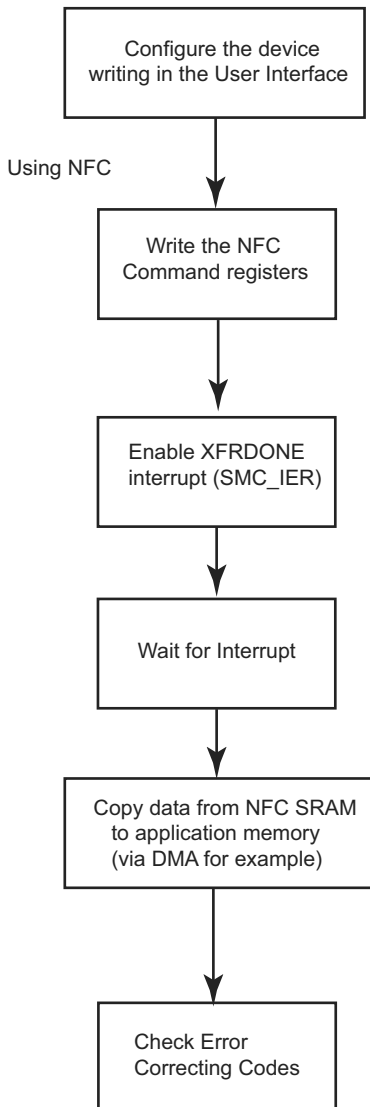 Configure the device
writing in the User Interface
Using NFC
Write the NFC
Command registers
Enable XFRDONE
interrupt (SMC_IER)
Wait for Interrupt
Copy data from NFC SRAM
to application memory
(via DMA for example)
Check Error
Correcting Codes